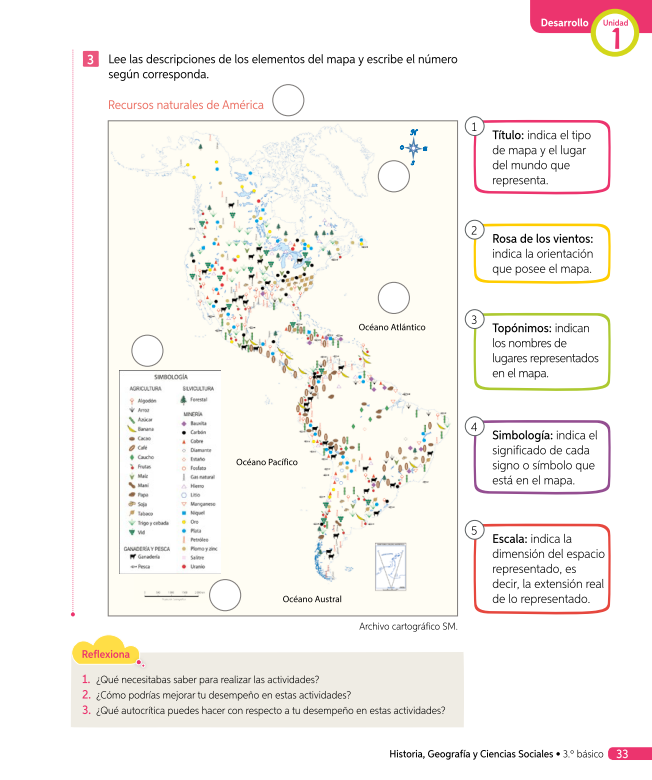 Desarrollo
Unidad
1
3 Lee las descripciones de los elementos del mapa y escribe el número
según corresponda.
Recursos naturales de América
N
S
Océano Atlántico
Océano Pacífico
Océano Austral
SIMBOLOGÍA
AGRICULTURA
Algodón
Arroz
Azúcar
Banana
Cacao
Café
Caucho
Frutas
Maíz
Maní
Papa
Soja
Tabaco
Trigo y cebada
Vid
GANADERÍA Y PESCA
Ganadería
Pesca
SILVICULTURA
Forestal
MINERÍA
Bauxita
Carbón
Cobre
Diamante
Estaño
Fosfato
Gas natural
Hierro
Litio
Manganeso
Níquel
Oro
Plata
Petróleo
Plomo y zinc
Salitre
Uranio
Archivo cartográfico SM.
1
Título: indica el tipo
de mapa y el lugar
del mundo que
representa.
2
Rosa de los vientos:
indica la orientación
que posee el mapa.
3
Topónimos: indican
los nombres de
lugares representados
en el mapa.
4
Simbología: indica el
significado de cada
signo o símbolo que
está en el mapa.
5
Escala: indica la
dimensión del espacio
representado, es
decir, la extensión real
de lo representado.
Reflexiona
1. ¿Qué necesitabas saber para realizar las actividades?
2. ¿Cómo podrías mejorar tu desempeño en estas actividades?
3. ¿Qué autocrítica puedes hacer con respecto a tu desempeño en estas actividades?
Historia, Geografía y Ciencias Sociales • 3.º básico 33